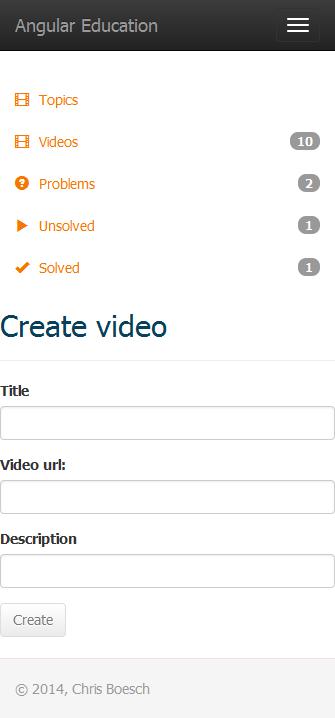 Angular Education
Topics
Videos 10
Problems 2
Unsolved 1
Solved 1
Create video
Title
Video url:
Description
Create
© 2014, Chris Boesch